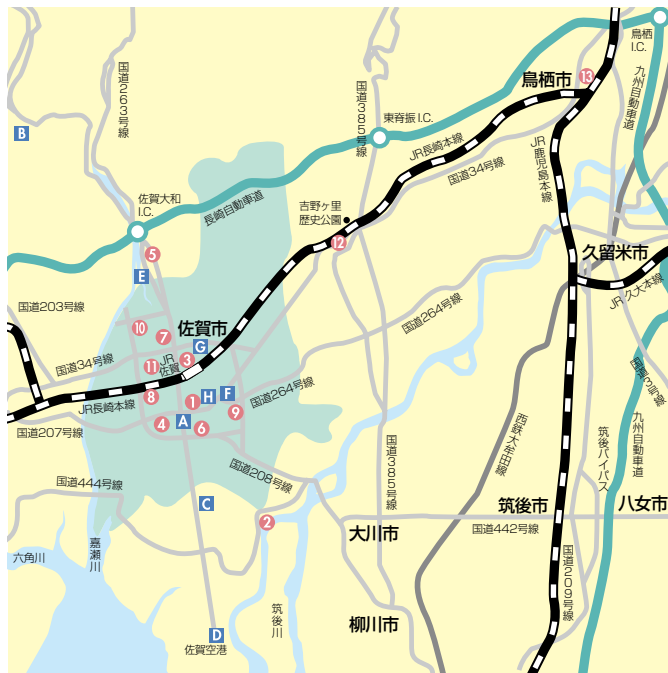 鳥栖
I.C.
鳥栖市
13
国道263号線
国道385号線
九州自動車道
B
東脊振 I.C.
JR長崎本線
国道34号線
JR鹿児島本線
佐賀大和
I.C.
長崎自動車道
吉野ヶ里
歴史公園
12
5
E
久留米市
JR久大本線
国道203号線
国道264号線
10
佐賀市
7
G
国道34号線
11
JR
佐賀
3
国道3号線
8
1
H
F
国道264号線
JR長崎本線
9
国道207号線
4
A
6
西鉄大牟田線
筑後バイパス
九州自動車道
国道385号線
国道208号線
国道444号線
C
筑後市
八女市
2
大川市
国道442号線
六角川
嘉瀬川
国道209号線
筑後川
柳川市
D
佐賀空港